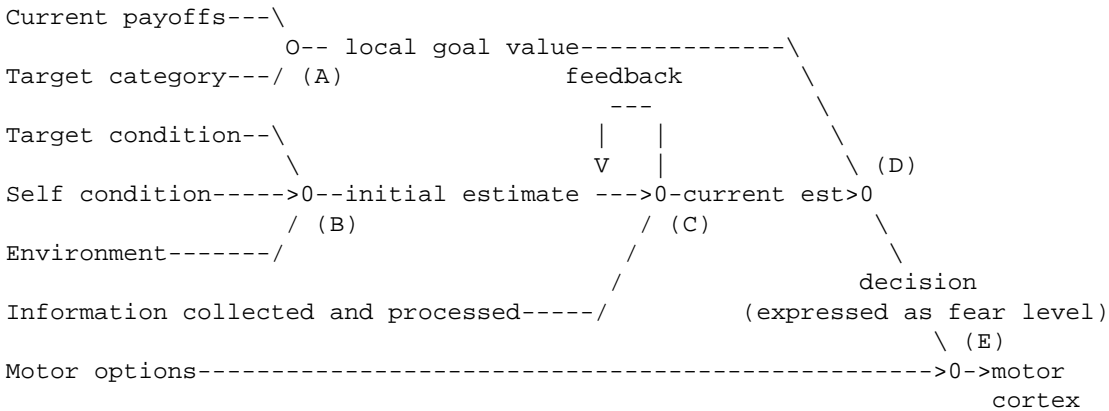 Current payoffs---\
                   O-- local goal value--------------\
Target category---/ (A)              feedback         \
                                        ---            \
Target condition--\                    |   |            \
                   \                   V   |             \ (D)
Self condition----->0--initial estimate --->0-current est>0
                   / (B)                   / (C)           \
Environment-------/                       /                 \
                                         /                decision
Information collected and processed-----/         (expressed as fear level)
                                                               \ (E)
Motor options-------------------------------------------------->0->motor
                                                                   cortex